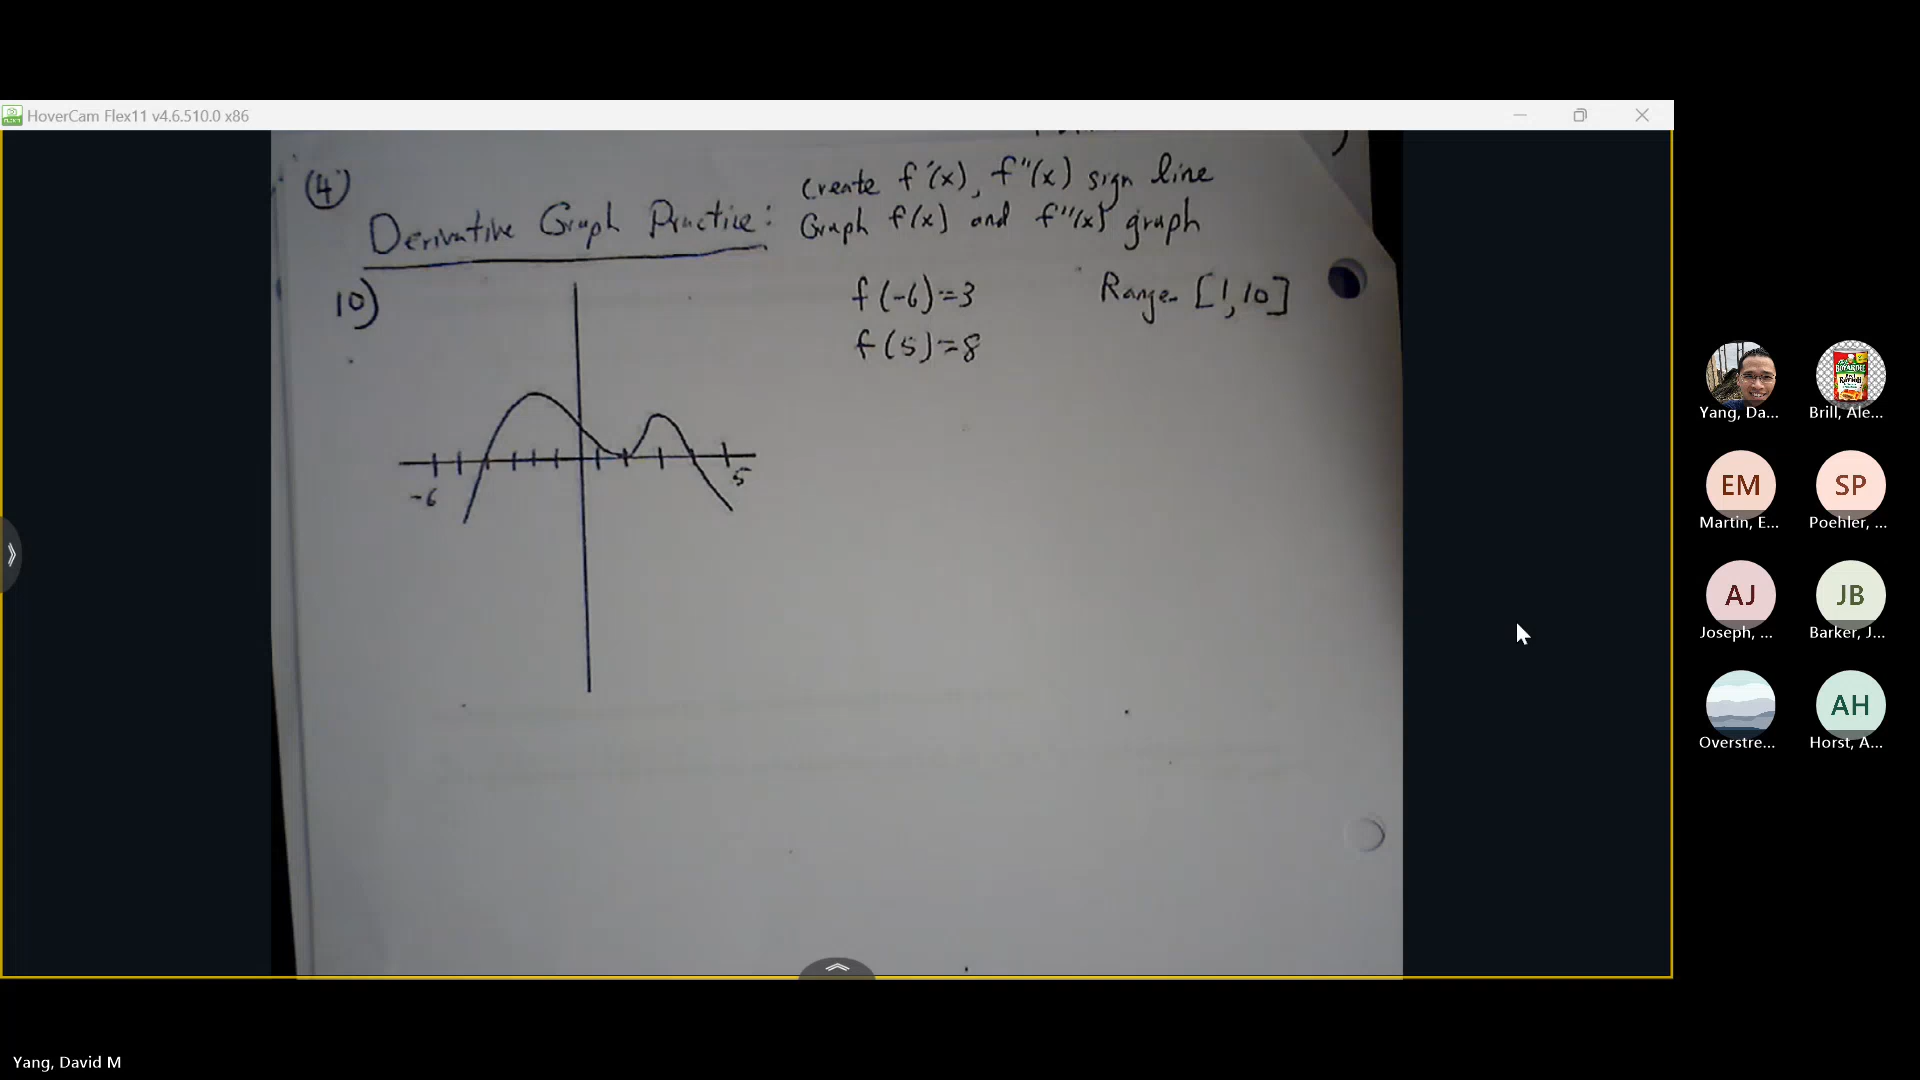 HoverCam Flex11 v4.6.510.0 x86
(4)
Create f'(x), f"(x) sign line
Derivative Graph Practice:
Graph f(x) and f"(x) graph
10)
f(-6)=3
Range [1,10]
f(5)=8
-6
5
Yang, Da...
Brill, Ale...
EM
SP
Martin, E...
Poehler, ...
AJ
JB
Joseph, ...
Barker, J...
AH
Overstre...
Horst, A...
Yang, David M